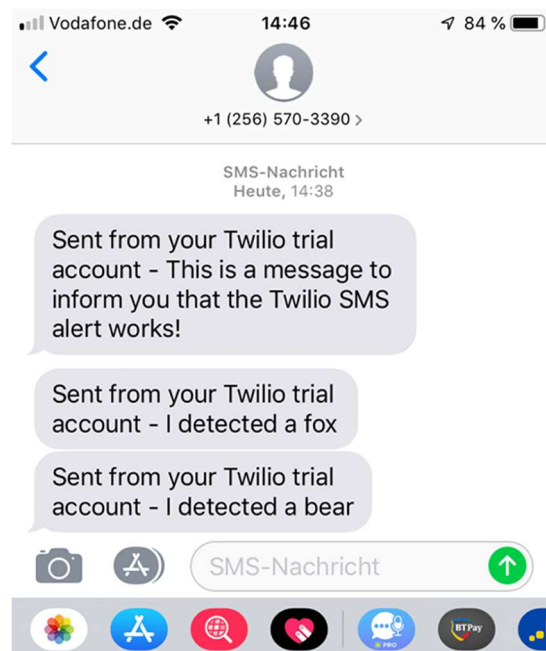 Vodafone.de 14:46 84 %
+1 (256) 570-3390
SMS-Nachricht
Heute, 14:38
Sent from your Twilio trial
account - This is a message to
inform you that the Twilio SMS
alert works!
Sent from your Twilio trial
account - I detected a fox
Sent from your Twilio trial
account - I detected a bear
SMS-Nachricht
PRO
BTPay